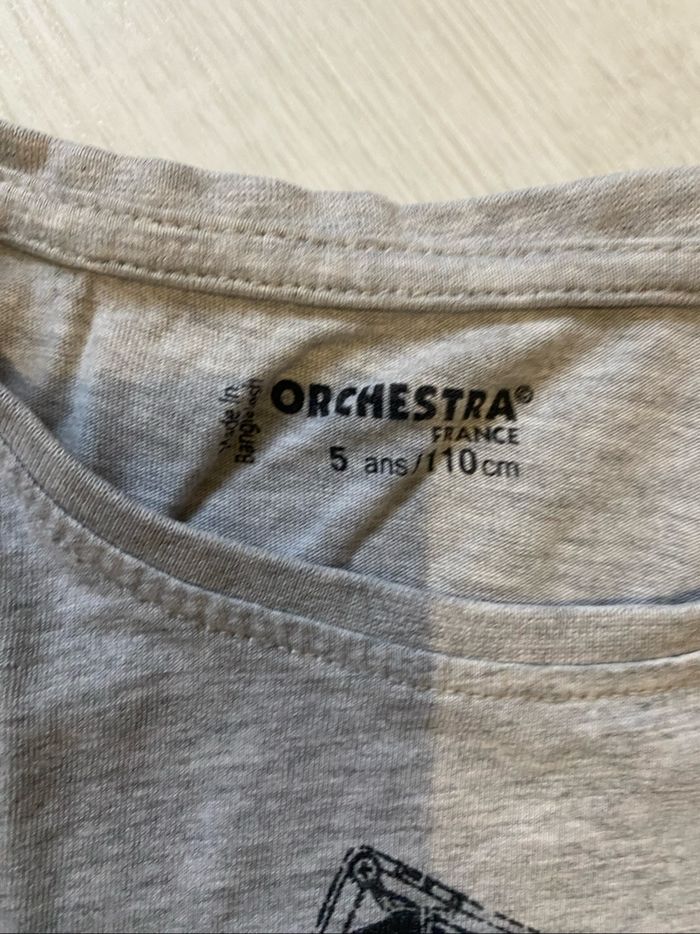 Made In
Bangladesh
ORCHESTRA©
FRANCE
5 ans/110cm